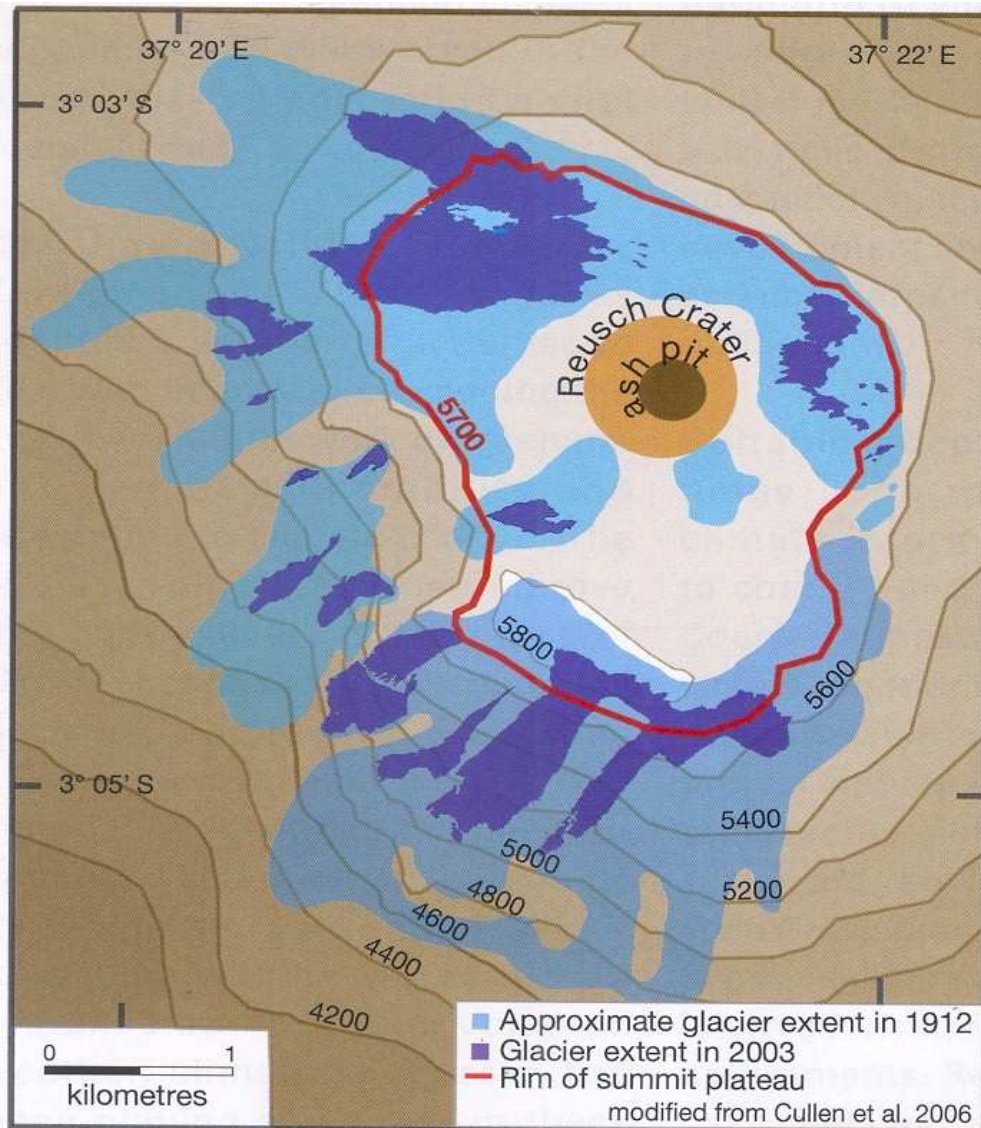 37° 20' E
37° 22' E
3° 03' S
Reusch Crater
ash pit
5700
5800
5600
3° 05' S
5400
5000
5200
4800
4600
4400
4200
0 1
kilometres
Approximate glacier extent in 1912
Glacier extent in 2003
Rim of summit plateau
modified from Cullen et al. 2006